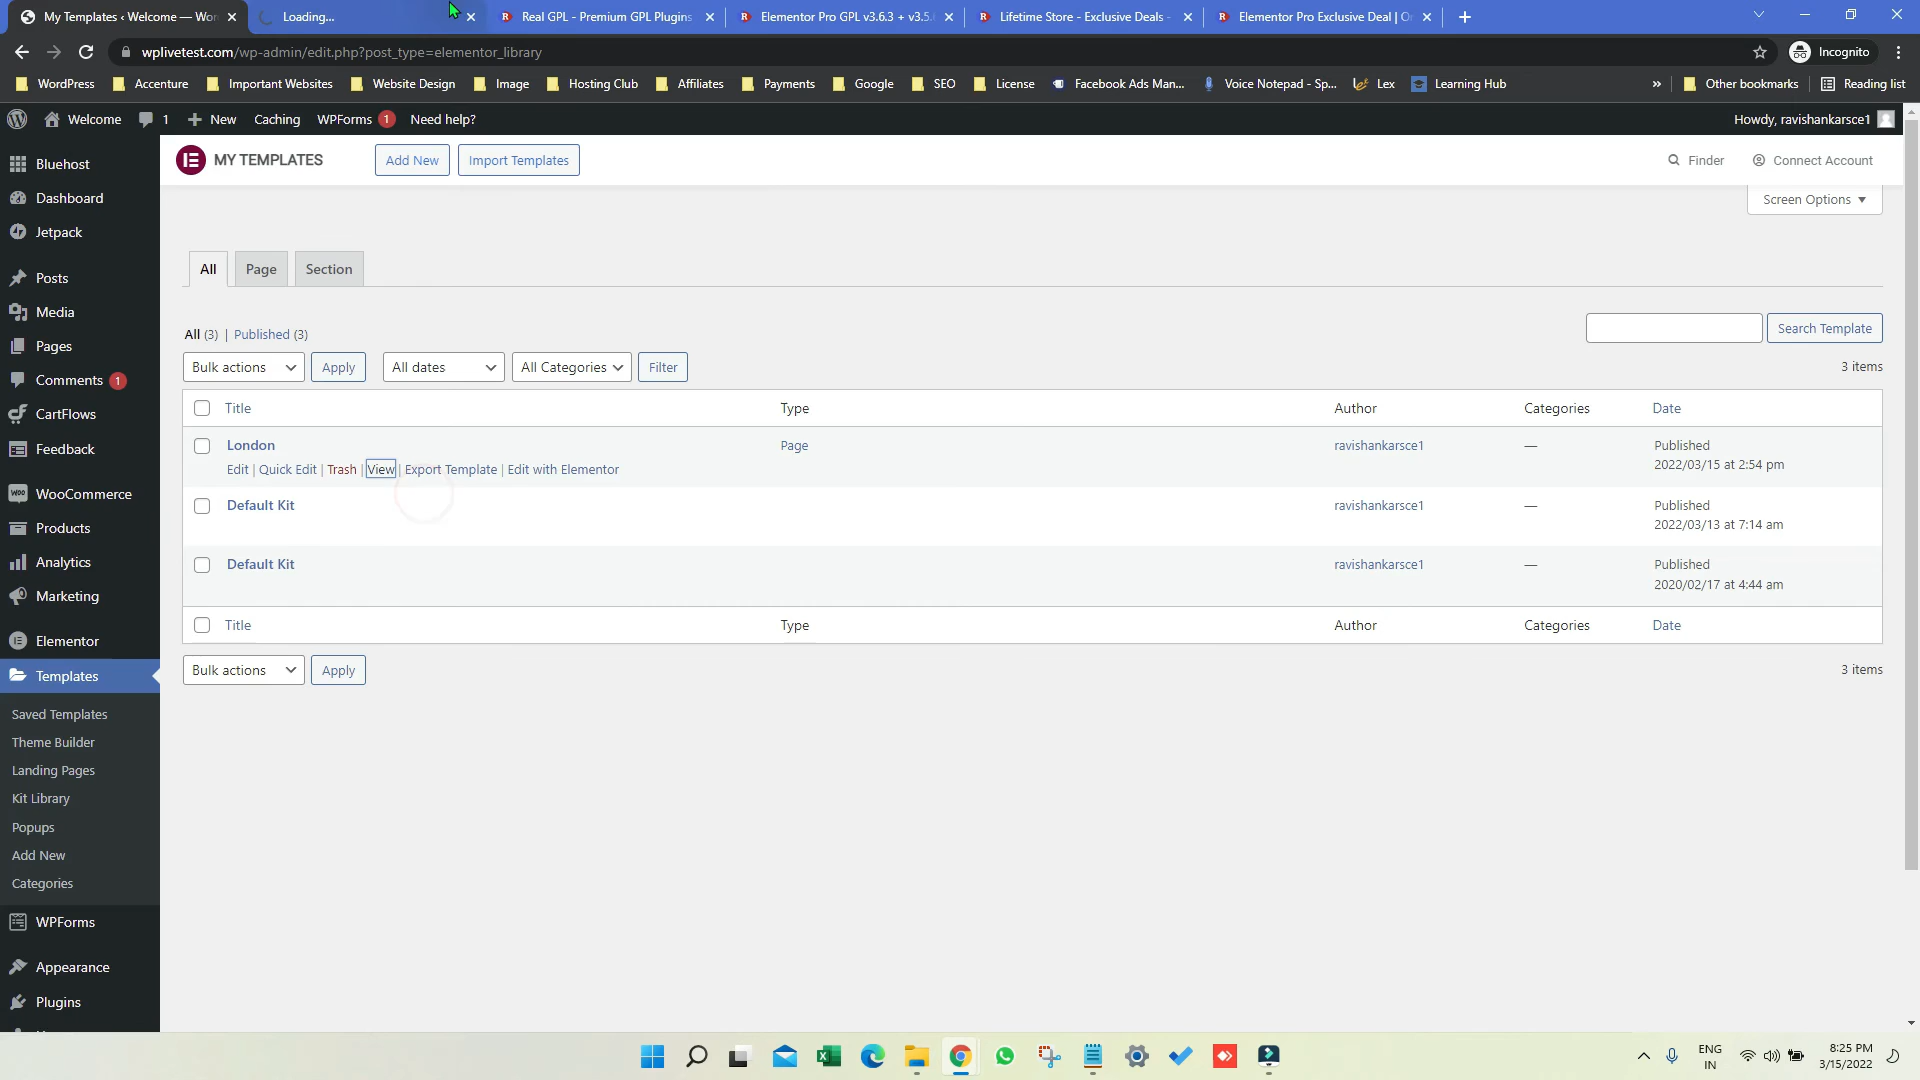 My Templates ‹ Welcome — Wor
Loading...
Real GPL - Premium GPL Plugins
Elementor Pro GPL v3.6.3 + v3.5.
Lifetime Store - Exclusive Deals -
Elementor Pro Exclusive Deal | O
wplivetest.com/wp-admin/edit.php?post_type=elementor_library
Incognito
WordPress
Accenture
Important Websites
Website Design
Image
Hosting Club
Affiliates
Payments
Google
SEO
License
Facebook Ads Man...
Voice Notepad - Sp...
Lex
Learning Hub
»
Other bookmarks
Reading list
Welcome
1
New
Caching
WPForms 1
Need help?
Howdy, ravishankarsce1
Bluehost
Dashboard
Jetpack
Posts
Media
Pages
Comments 1
CartFlows
Feedback
WooCommerce
Products
Analytics
Marketing
Elementor
Templates
Saved Templates
Theme Builder
Landing Pages
Kit Library
Popups
Add New
Categories
WPForms
Appearance
Plugins
MY TEMPLATES
Add New
Import Templates
Finder
Connect Account
Screen Options
All
Page
Section
All (3) | Published (3)
Search Template
Bulk actions
Apply
All dates
All Categories
Filter
3 items
Title Type Author Categories Date
London Page ravishankarsce1 — Published
2022/03/15 at 2:54 pm
Edit | Quick Edit | Trash | View | Export Template | Edit with Elementor
Default Kit ravishankarsce1 — Published
2022/03/13 at 7:14 am
Default Kit ravishankarsce1 — Published
2020/02/17 at 4:44 am
Title Type Author Categories Date
Bulk actions
Apply
3 items
ENG
IN
8:25 PM
3/15/2022